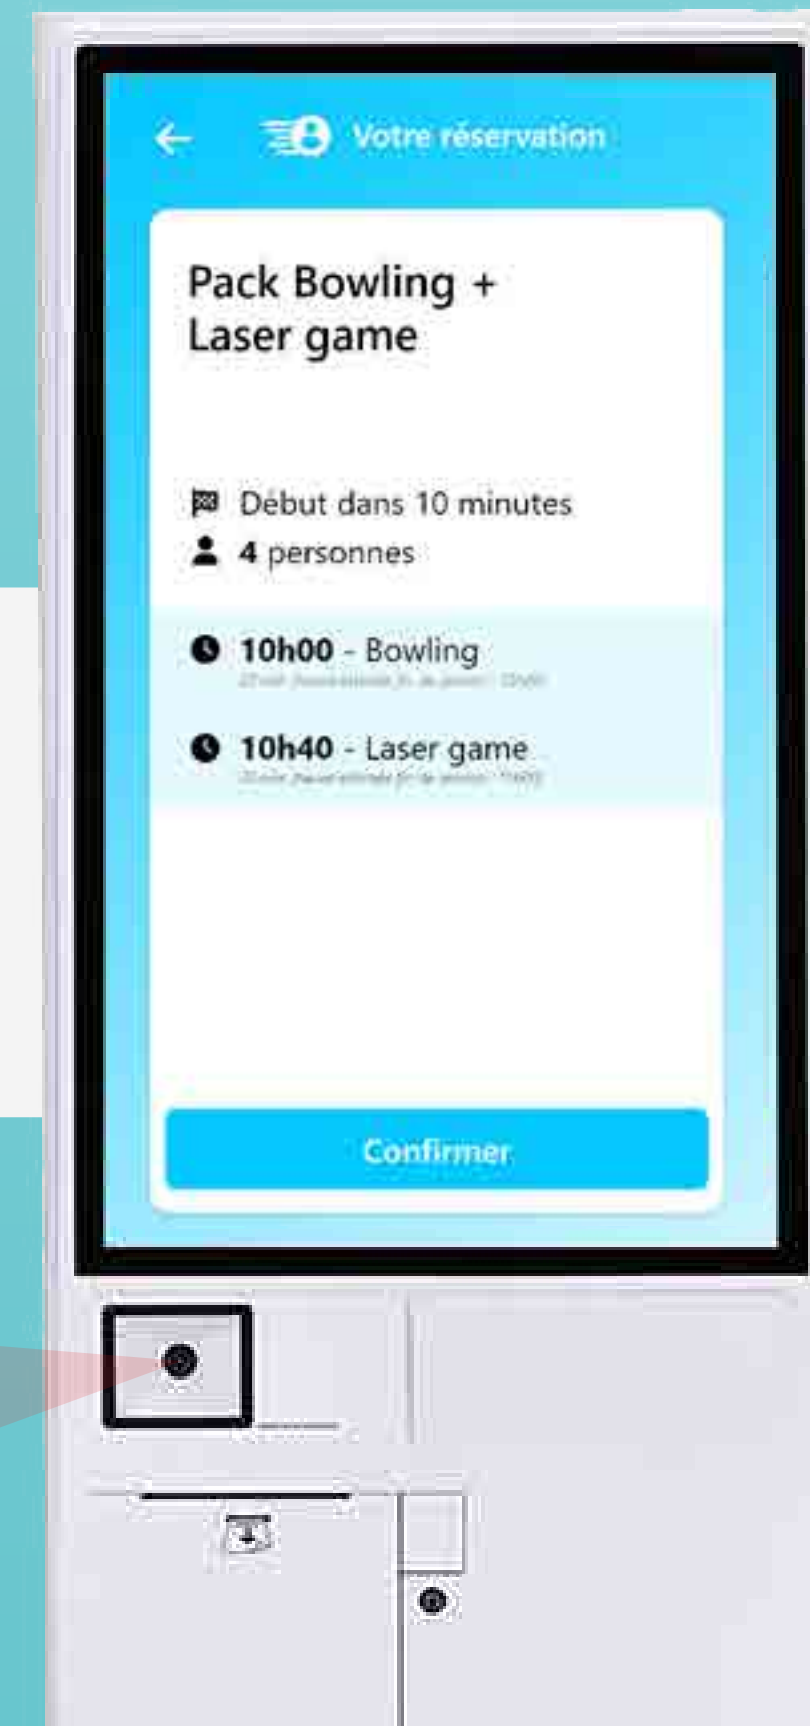 Votre réservation
Pack Bowling +
Laser game
Début dans 10 minutes
4 personnes
10h00 - Bowling
10h40 - Laser game
Confirmer